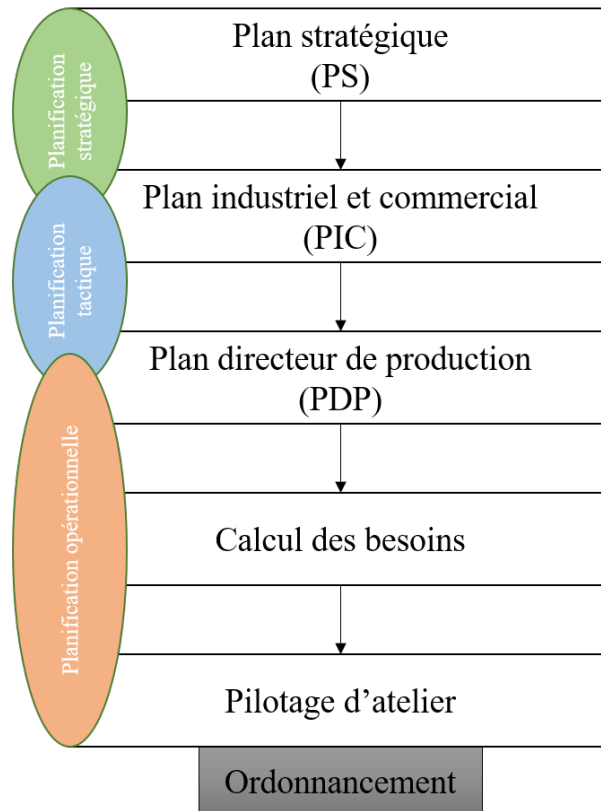 Plan stratégique
(PS)
Planification
stratégique
Plan industriel et commercial
(PIC)
Planification
tactique
Plan directeur de production
(PDP)
Planification opérationnelle
Calcul des besoins
Pilotage d’atelier
Ordonnancement